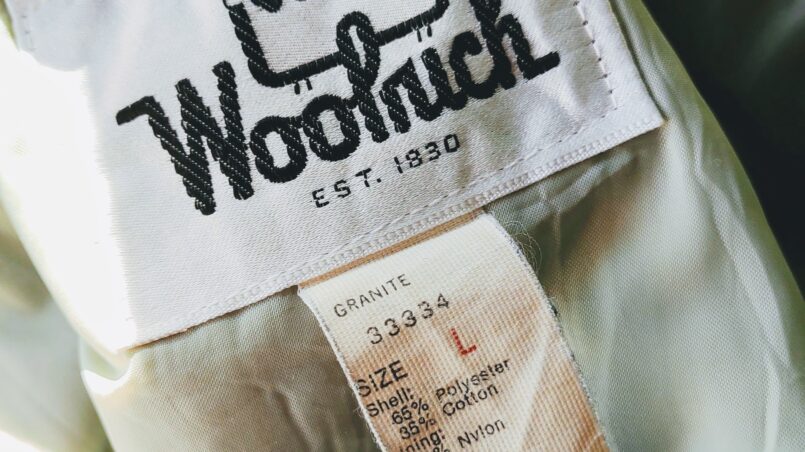 Woolrich
EST. 1830
GRANITE
33334
SIZE L
Shell:
65% Polyester
35% Cotton
Nylon